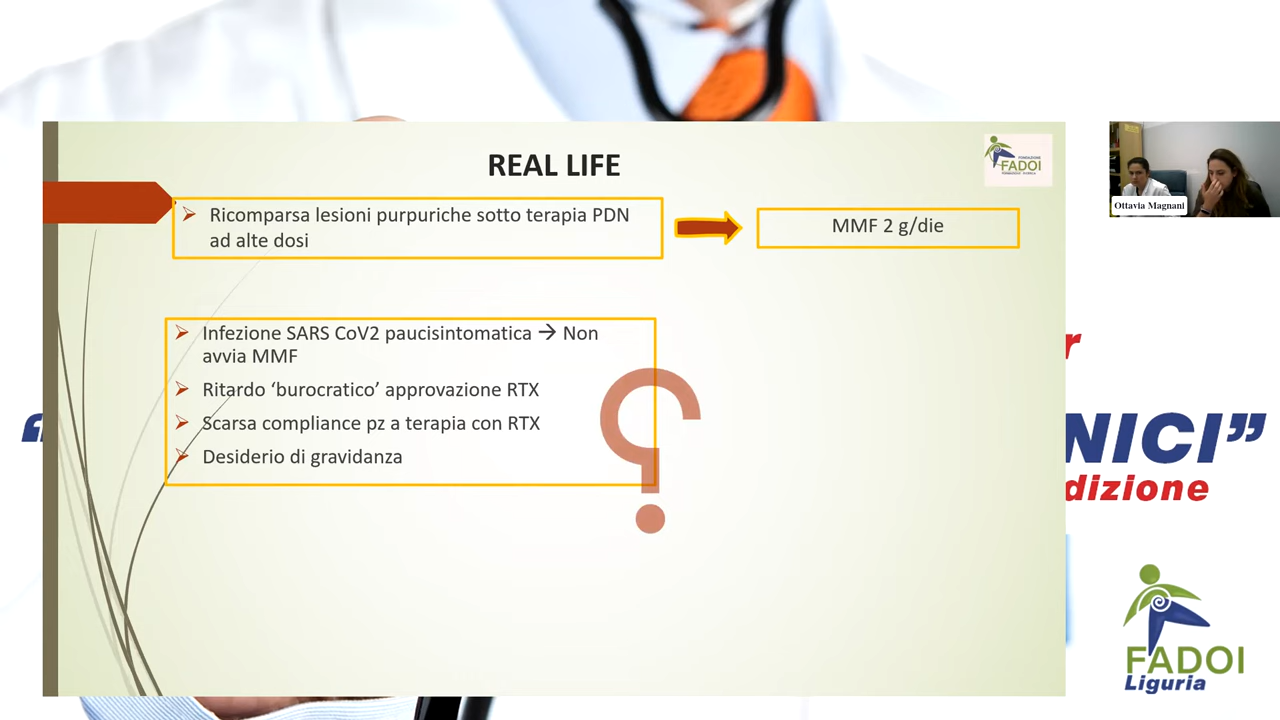 REAL LIFE
FONDAZIONE
FADOI
Ricomparsa lesioni purpuriche sotto terapia PDN
ad alte dosi
MMF 2 g/die
Ottavia Magnani
Infezione SARS CoV2 paucisintomatica → Non
avvia MMF
Ritardo ‘burocratico’ approvazione RTX
Scarsa compliance pz a terapia con RTX
Desiderio di gravidanza
?
r
“
NICI”
dizione
FADOI
Liguria